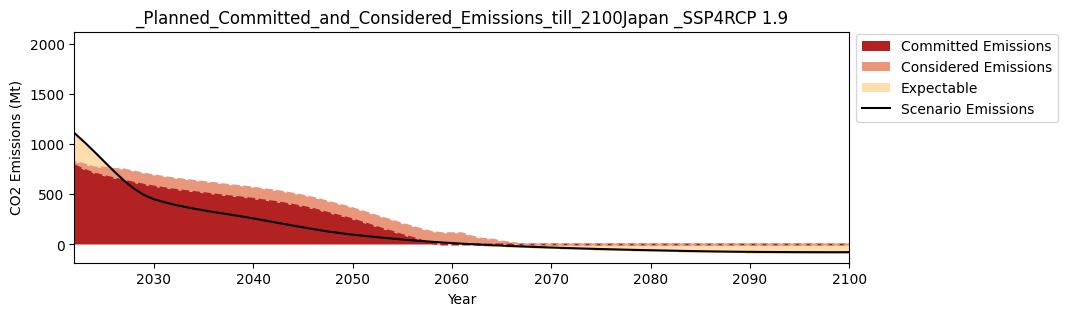 _Planned_Committed_and_Considered_Emissions_till_2100Japan _SSP4RCP 1.9
2000
1500
1000
500
0
CO2 Emissions (Mt)
2030 2040 2050 2060 2070 2080 2090 2100
Year
Committed Emissions
Considered Emissions
Expectable
Scenario Emissions